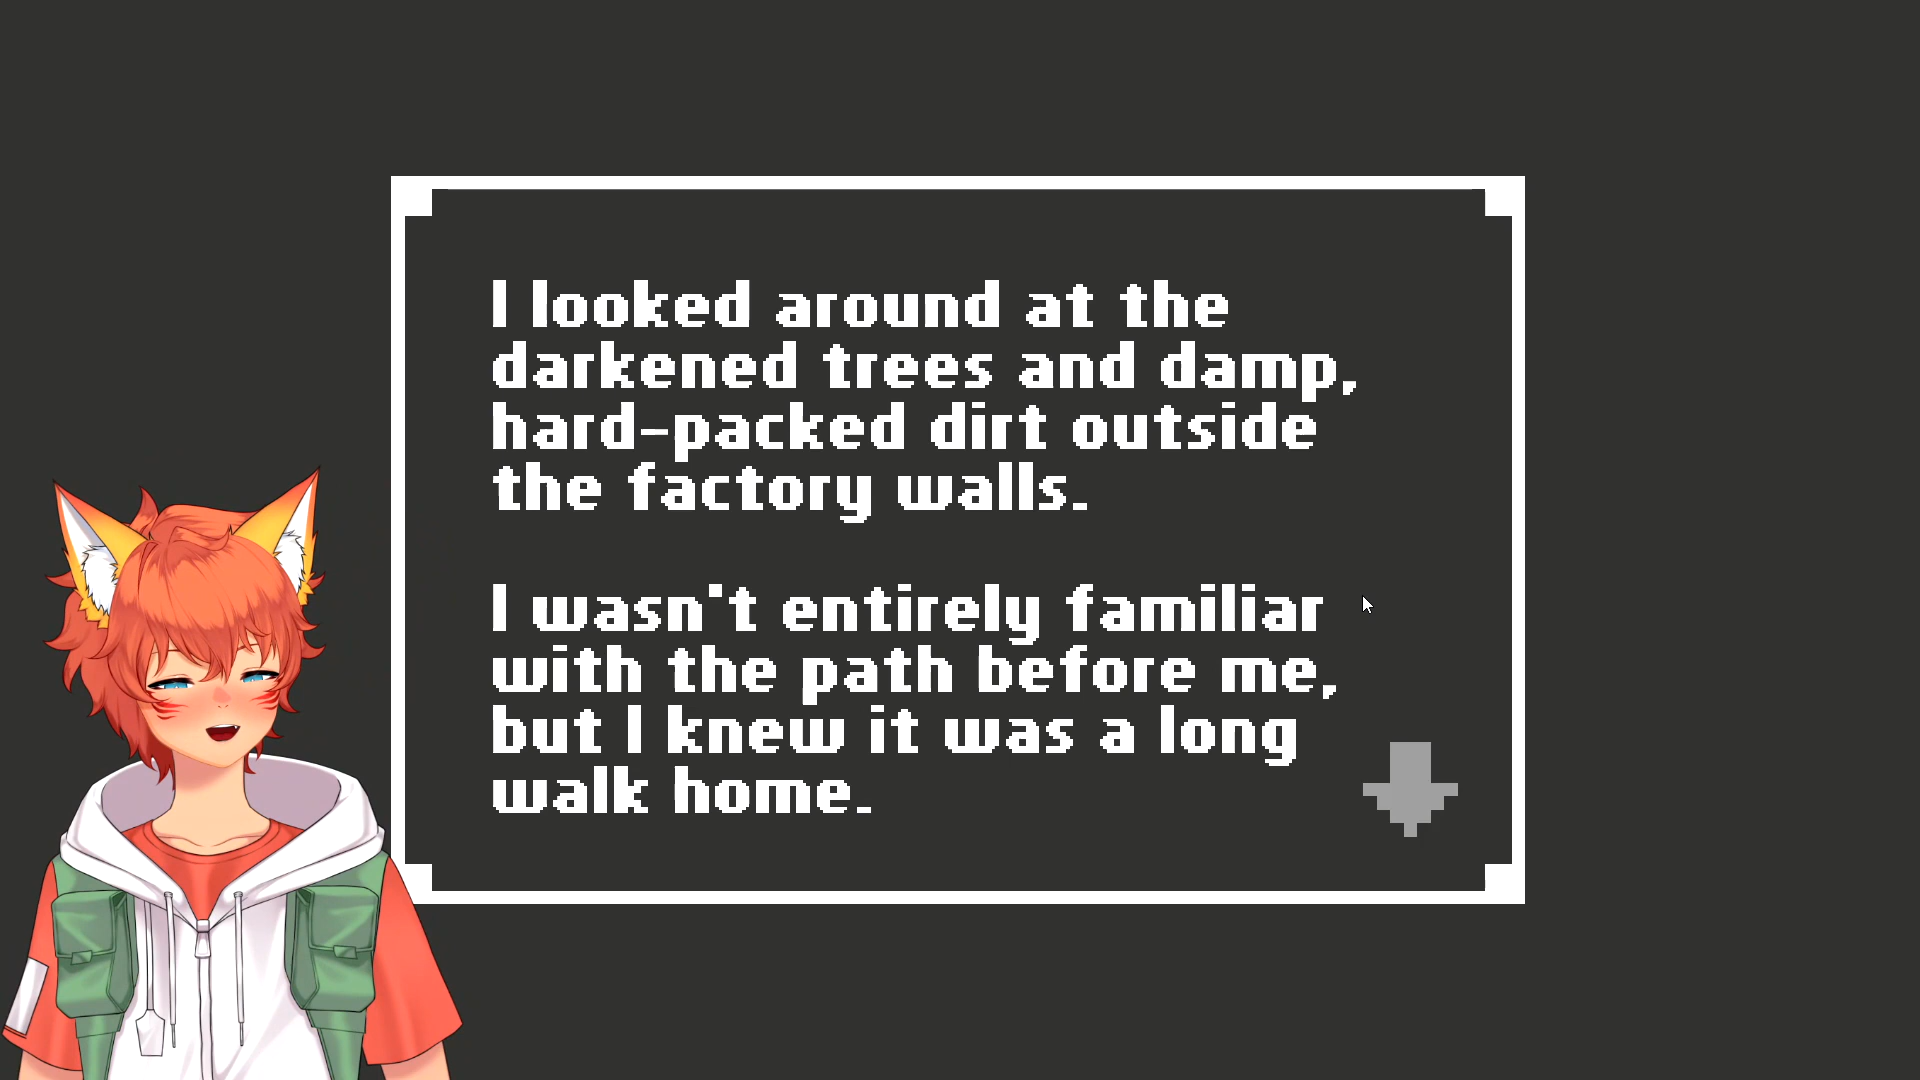 I looked around at the
darkened trees and damp,
hard-packed dirt outside
the factory walls.
I wasn't entirely familiar
with the path before me,
but I knew it was a long
walk home.